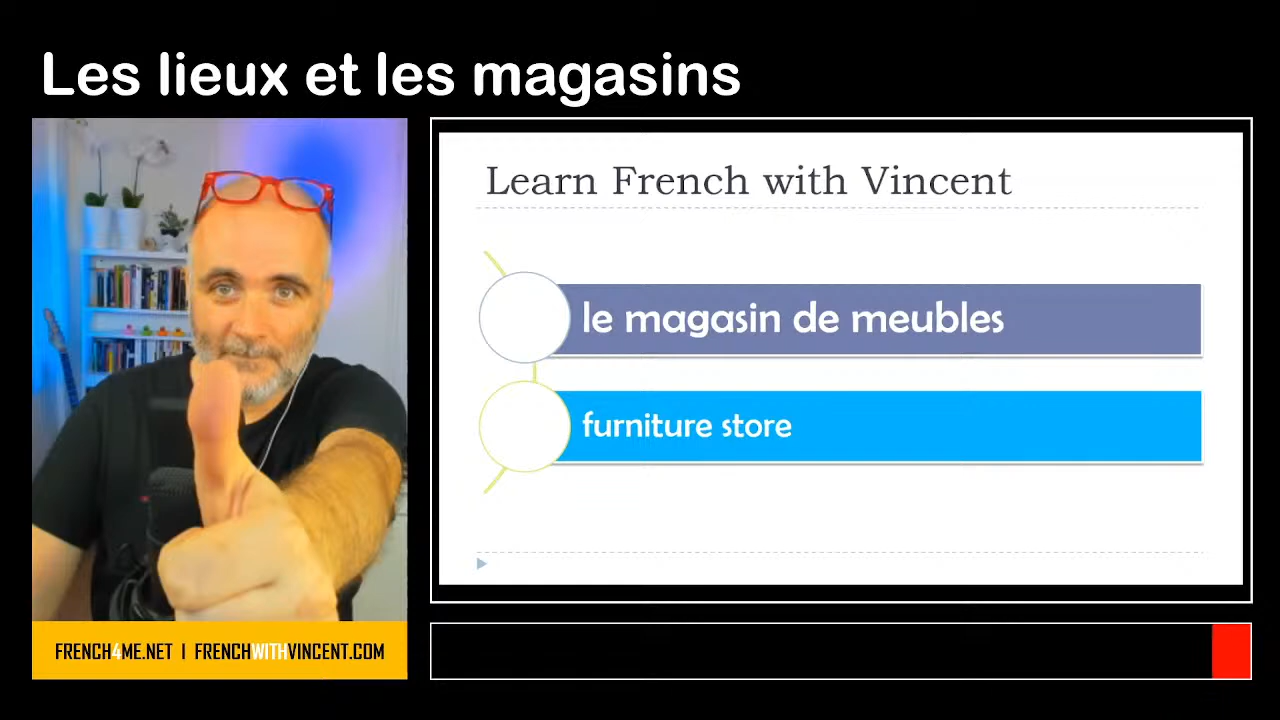 Les lieux et les magasins
Learn French with Vincent
le magasin de meubles
furniture store
FRENCH4ME.NET I FRENCHWITHVINCENT.COM